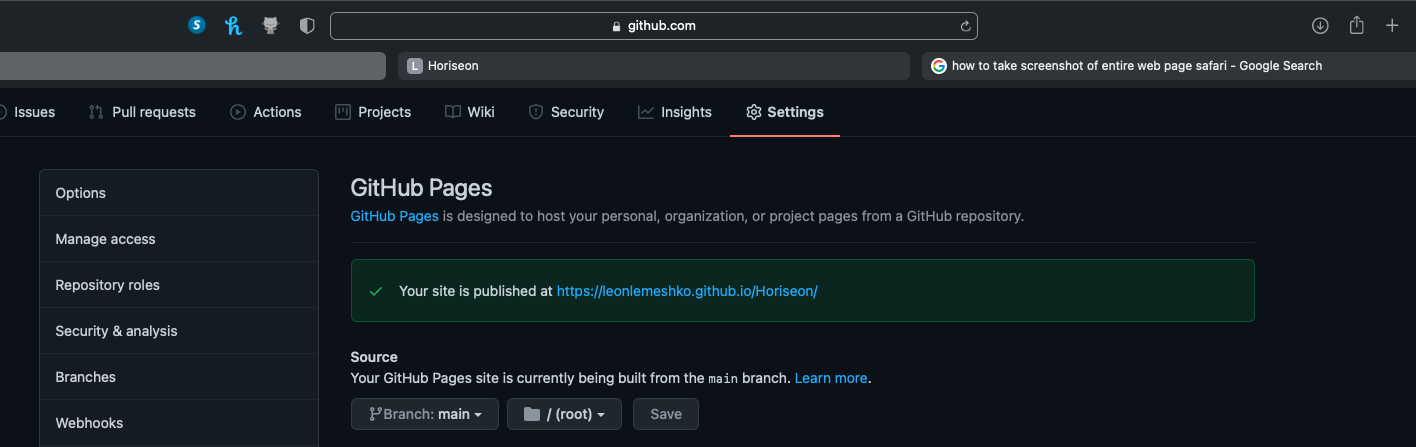 github.com
L Horiseon
how to take screenshot of entire web page safari - Google Search
Issues Pull requests Actions Projects Wiki Security Insights Settings
Options
Manage access
Repository roles
Security & analysis
Branches
Webhooks
GitHub Pages
GitHub Pages is designed to host your personal, organization, or project pages from a GitHub repository.
Your site is published at https://leonlemeshko.github.io/Horiseon/
Source
Your GitHub Pages site is currently being built from the main branch. Learn more.
Branch: main / (root) Save